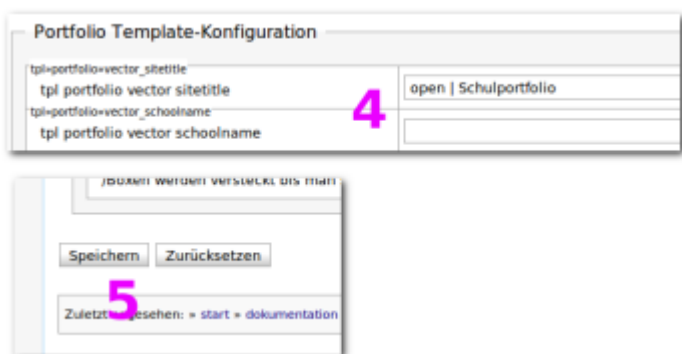 Portfolio Template-Konfiguration
tpl»portfolio»vector_sitetitle
tpl portfolio vector sitetitle
open | Schulportfolio
4
tpl»portfolio»vector_schoolname
tpl portfolio vector schoolname
)Boxen werden versteckt bis man
Speichern Zurücksetzen
5
Zuletzt angesehen: » start » dokumentation